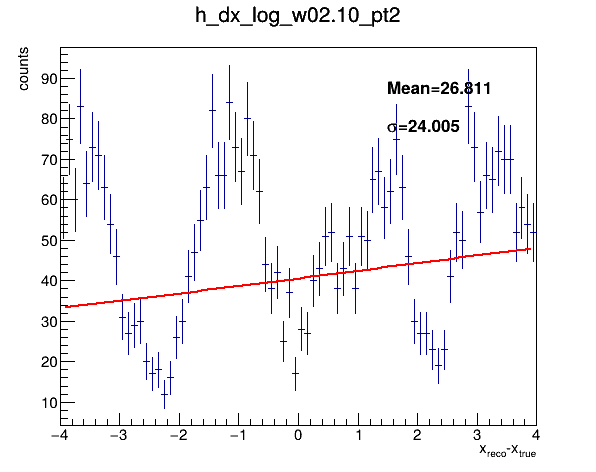 h_dx_log_w02.10_pt2
counts
Mean=26.811
σ=24.005
90
80
70
60
50
40
30
20
10
−4 −3 −2 −1 0 1 2 3 4
x_reco-x_true